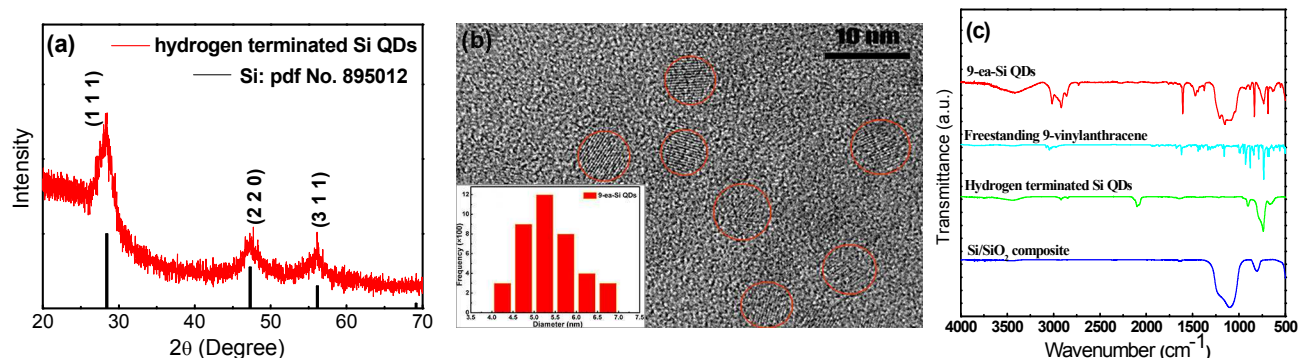 (a)
hydrogen terminated Si QDs
Si: pdf No. 895012
(1 1 1)
(2 2 0)
(3 1 1)
Intensity
20 30 40 50 60 70
2θ (Degree)
(b)
10 nm
9-ea-Si QDs
Frequency (×100)
12
10
8
6
4
2
0
3.5 4.0 4.5 5.0 5.5 6.0 6.5 7.0 7.5
Diameter (nm)
(c)
9-ea-Si QDs
Freestanding 9-vinylanthracene
Hydrogen terminated Si QDs
Si/SiO₂ composite
Transmittance (a.u.)
4000 3500 3000 2500 2000 1500 1000 500
Wavenumber (cm⁻¹)